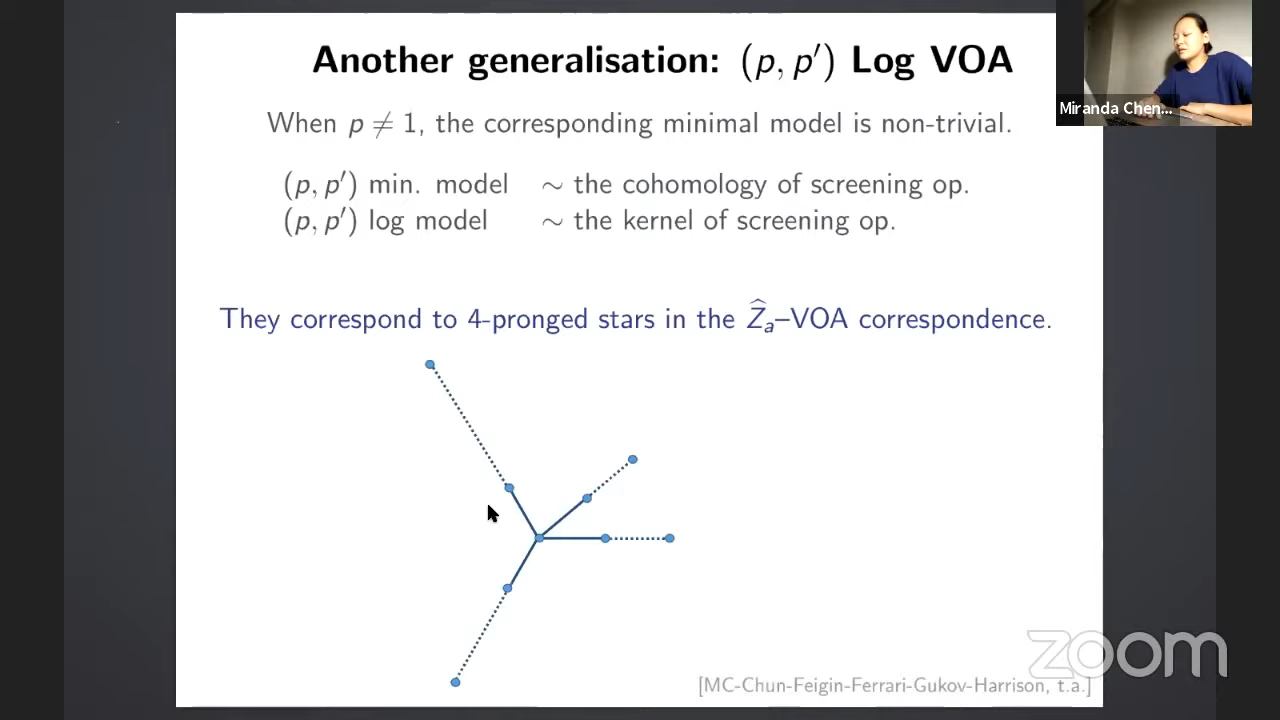 Another generalisation: (p, p′) Log VOA
When p ≠ 1, the corresponding minimal model is non-trivial.
(p, p′) min. model ∼ the cohomology of screening op.
(p, p′) log model ∼ the kernel of screening op.
They correspond to 4-pronged stars in the Ẑₐ–VOA correspondence.
[MC-Chun-Feigin-Ferrari-Gukov-Harrison, t.a.]
Miranda Chen...
zoom